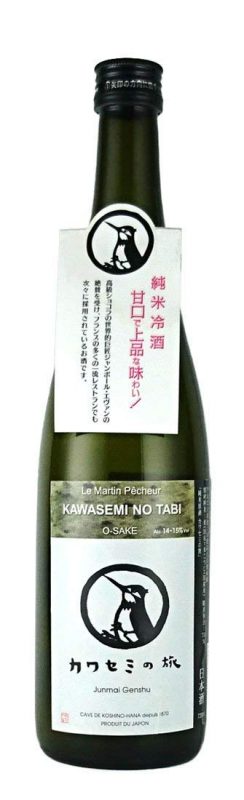 純米冷酒
甘口で上品な味わい!
高級ショコラの世界的巨匠ジャンポール・エヴァンの
絶賛を受け、フランスの多くの一流レストランでも
次々に採用されているお酒です。
Le Martin Pêcheur
KAWASEMI NO TABI
O-SAKE
Alc 14-15% Vol
カワセミの旅
Junmai Genshu
CAVE DE KOSHINO-HANA depuis 1870
PRODUIT DU JAPON
日本酒